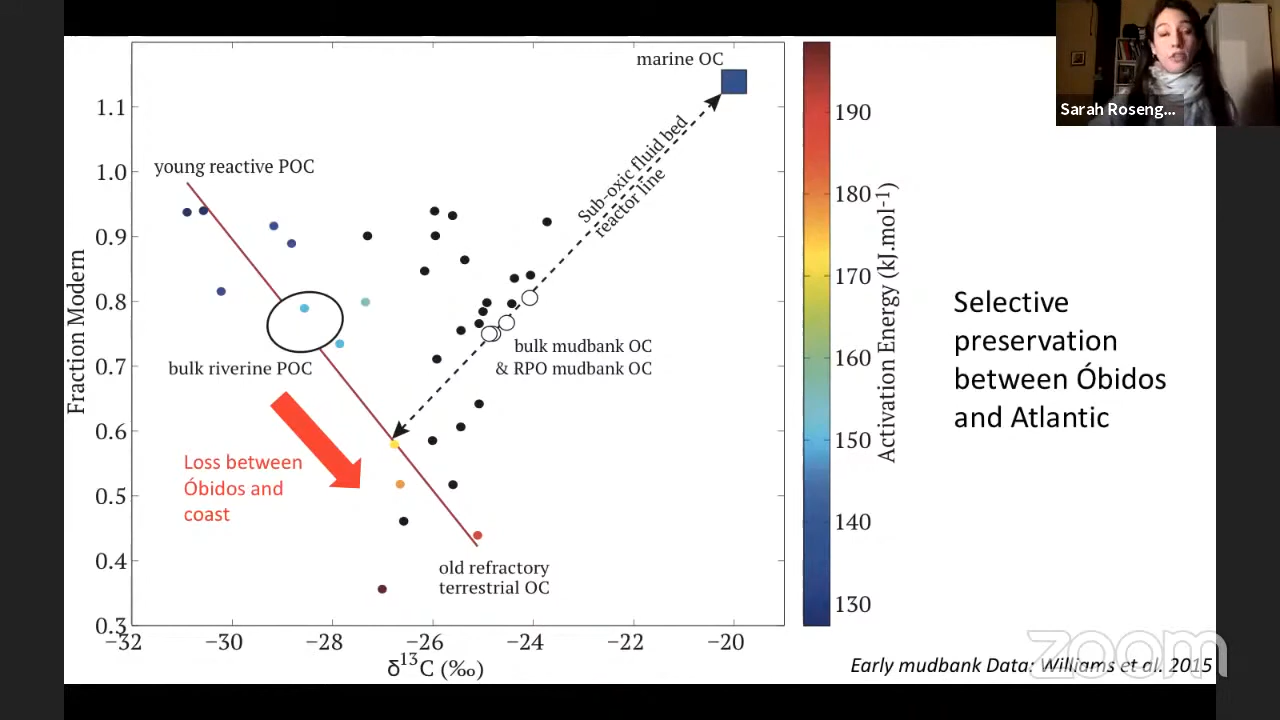 Sarah Roseng...
marine OC
190
1.1
Sub-oxic fluid bed
reactor line
young reactive POC
1.0
180
0.9
Fraction Modern
Activation Energy (kJ.mol-1)
170
0.8
Selective
preservation
between Óbidos
and Atlantic
bulk mudbank OC
& RPO mudbank OC
bulk riverine POC
0.7
160
0.6
150
Loss between
Óbidos and
coast
0.5
140
0.4
old refractory
terrestrial OC
130
0.3
−32
−30
−28
−26
−24
−22
−20
δ13C (‰)
zoom
Early mudbank Data: Williams et al. 2015